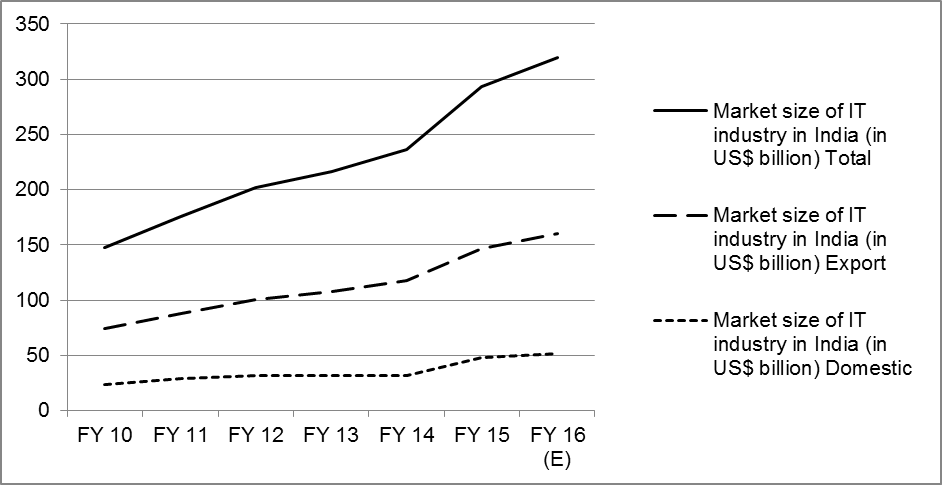 350
300
250
200
150
100
50
0
FY 10 FY 11 FY 12 FY 13 FY 14 FY 15 FY 16
(E)
Market size of IT
industry in India (in
US$ billion) Total
Market size of IT
industry in India (in
US$ billion) Export
Market size of IT
industry in India (in
US$ billion) Domestic